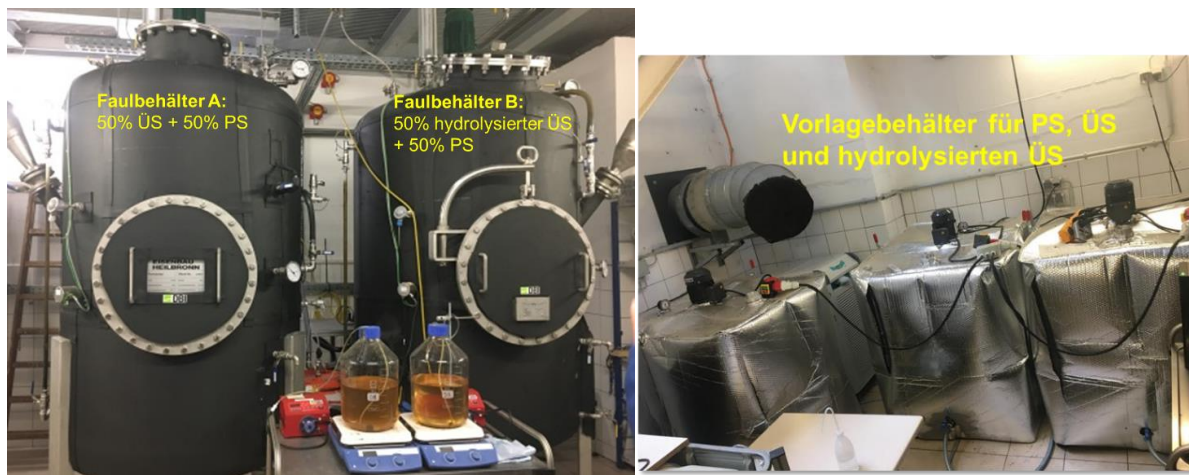 Faulbehälter A:
50% ÜS + 50% PS
Faulbehälter B:
50% hydrolysierter ÜS
+ 50% PS
Vorlagebehälter für PS, ÜS
und hydrolysierten ÜS
HEILBRONN
DBI